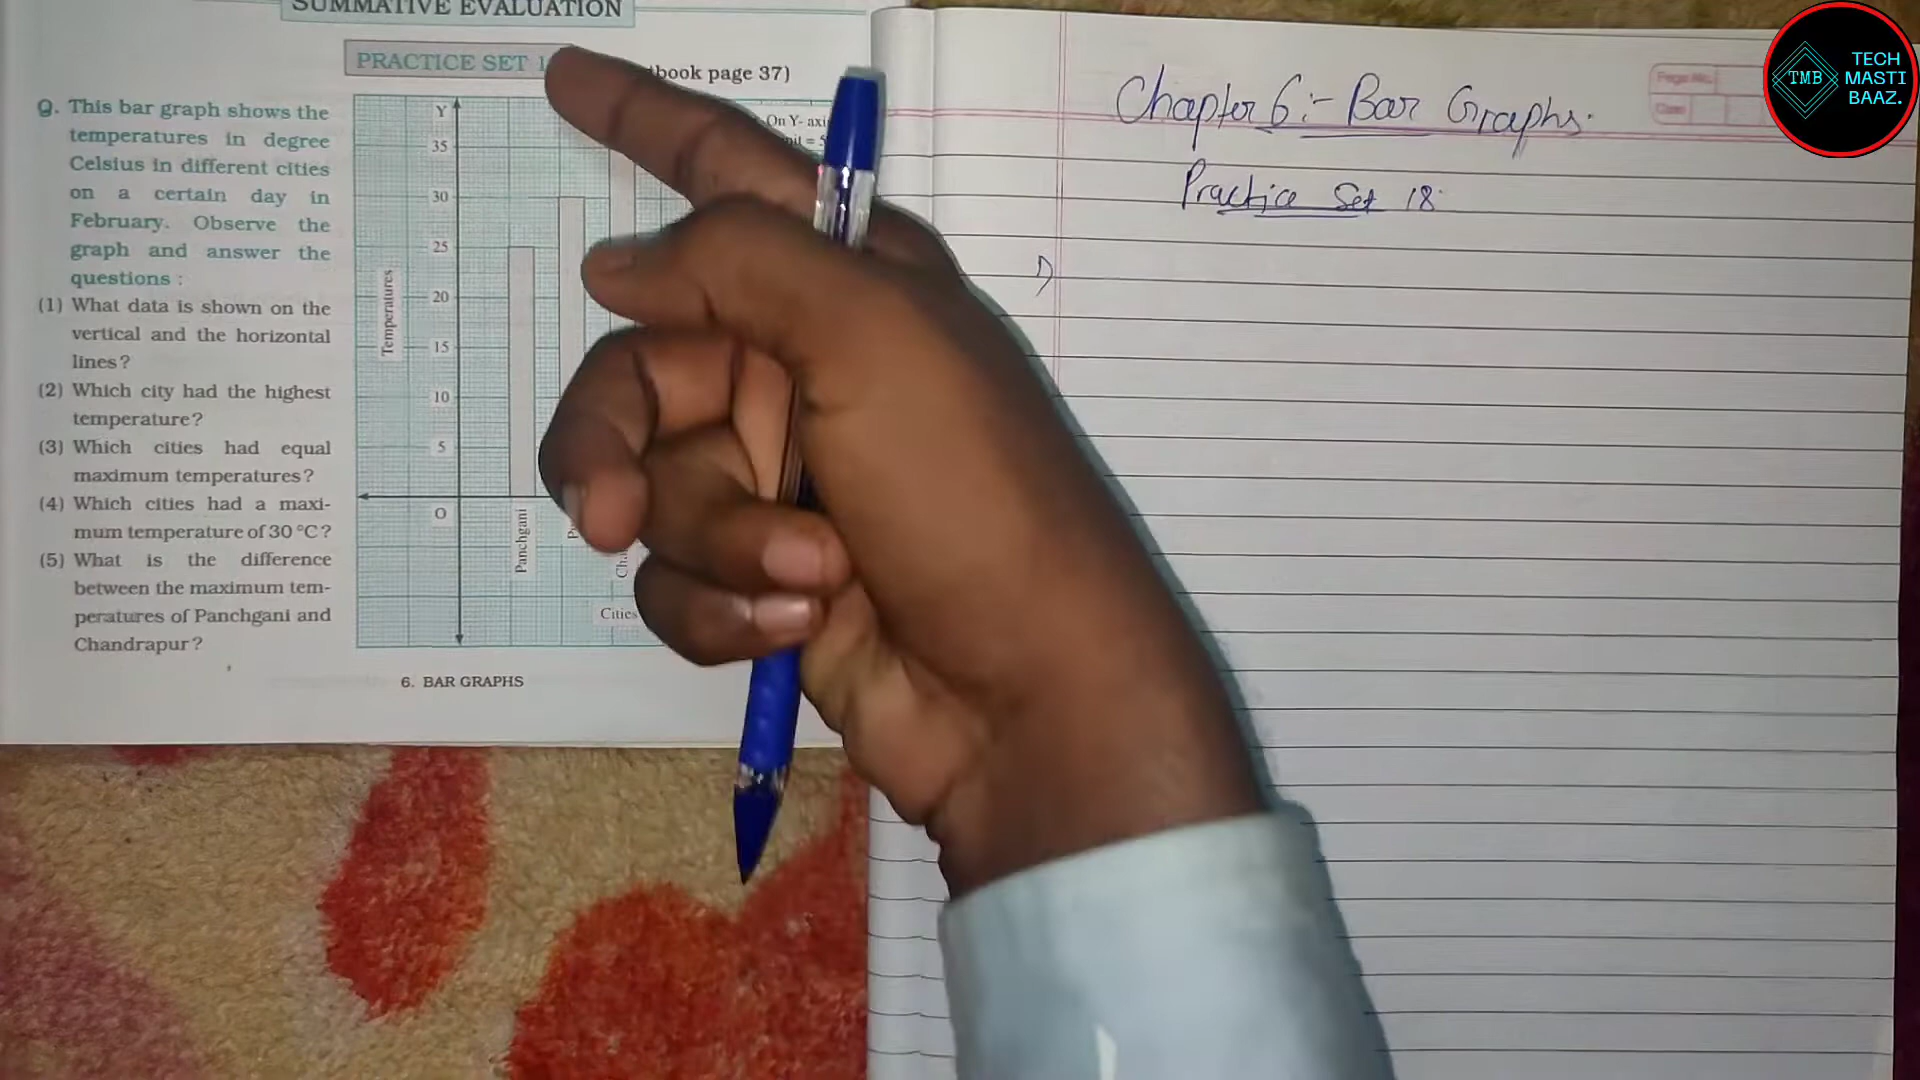 SUMMATIVE EVALUATION
PRACTICE SET
book page 37)
Q. This bar graph shows the
temperatures in degree
Celsius in different cities
on a certain day in
February. Observe the
graph and answer the
questions :
(1) What data is shown on the
vertical and the horizontal
lines?
(2) Which city had the highest
temperature?
(3) Which cities had equal
maximum temperatures?
(4) Which cities had a maxi-
mum temperature of 30 °C?
(5) What is the difference
between the maximum tem-
peratures of Panchgani and
Chandrapur?
On Y- axi
Y
35
30
25
20
15
10
5
O
Temperatures
Panchgani
Cities
6. BAR GRAPHS
Chapter 6:- Bar Graphs.
Practice Set 18.
1)
Page No.
Date
TMB
TECH
MASTI
BAAZ.